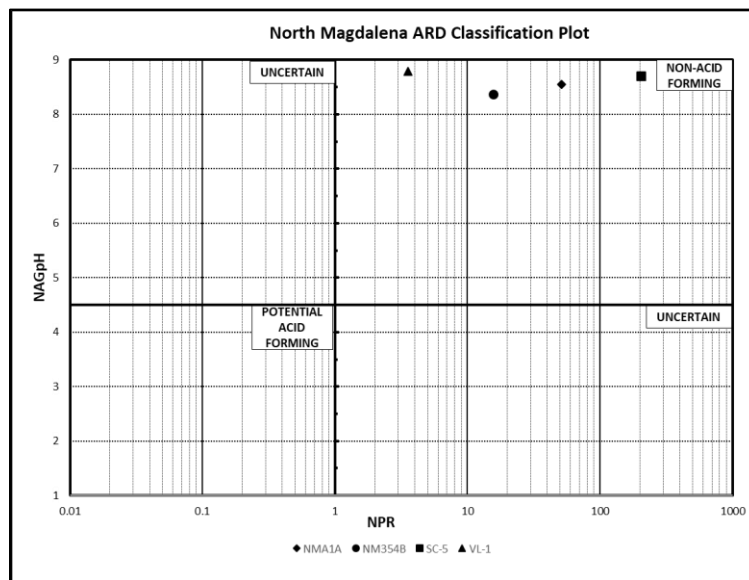 North Magdalena ARD Classification Plot
9
UNCERTAIN
NON-ACID
FORMING
8
7
6
5
NAGpH
POTENTIAL
ACID
FORMING
UNCERTAIN
4
3
2
1
0.01
0.1
1
10
100
1000
NPR
NMA1A
NM354B
SC-5
VL-1